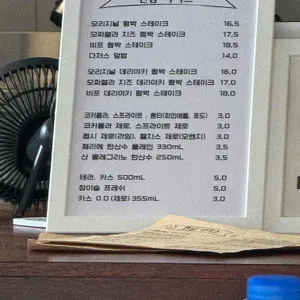 오리지널 함박 스테이크 16.5
모짜렐라 치즈 함박 스테이크 17.5
비프 함박 스테이크 18.5
다저스 덮밥 14.0
오리지널 데리야키 함박 스테이크 16.0
모짜렐라 치즈 데리야키 함박 스테이크 17.0
비프 데리야키 함박 스테이크 18.0
코카콜라, 스프라이트, 환타(파인애플, 포도) 3.0
코카콜라 제로, 스프라이트 제로 3.0
펩시 제로(라임), 웰치스 제로(오렌지) 3.0
페리에 탄산수 플레인 330mL 3.5
산 펠레그리노 탄산수 250mL 3.5
테라, 카스 500mL 5.0
참이슬 프레쉬 5.0
카스 0.0 (제로) 355mL 3.0